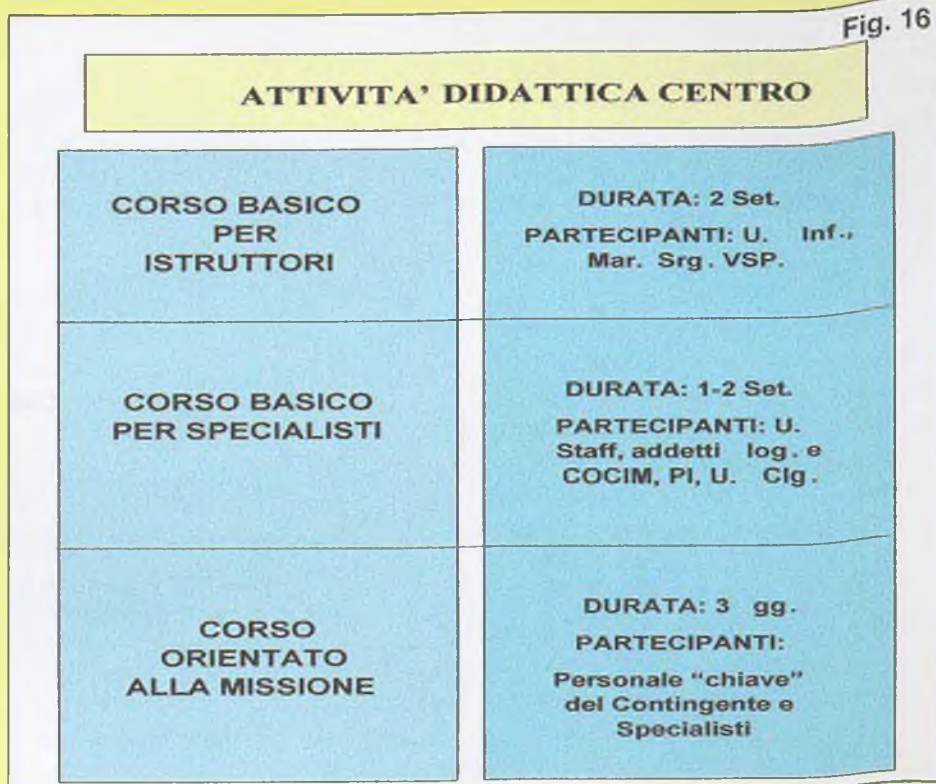 Fig. 16
ATTIVITA’ DIDATTICA CENTRO
CORSO BASICO
PER
ISTRUTTORI
DURATA: 2 Set.
PARTECIPANTI: U. Inf.,
Mar. Srg. VSP.
CORSO BASICO
PER SPECIALISTI
DURATA: 1-2 Set.
PARTECIPANTI: U.
Staff, addetti log. e
COCIM, PI, U. Clg.
CORSO
ORIENTATO
ALLA MISSIONE
DURATA: 3 gg.
PARTECIPANTI:
Personale “chiave”
del Contingente e
Specialisti